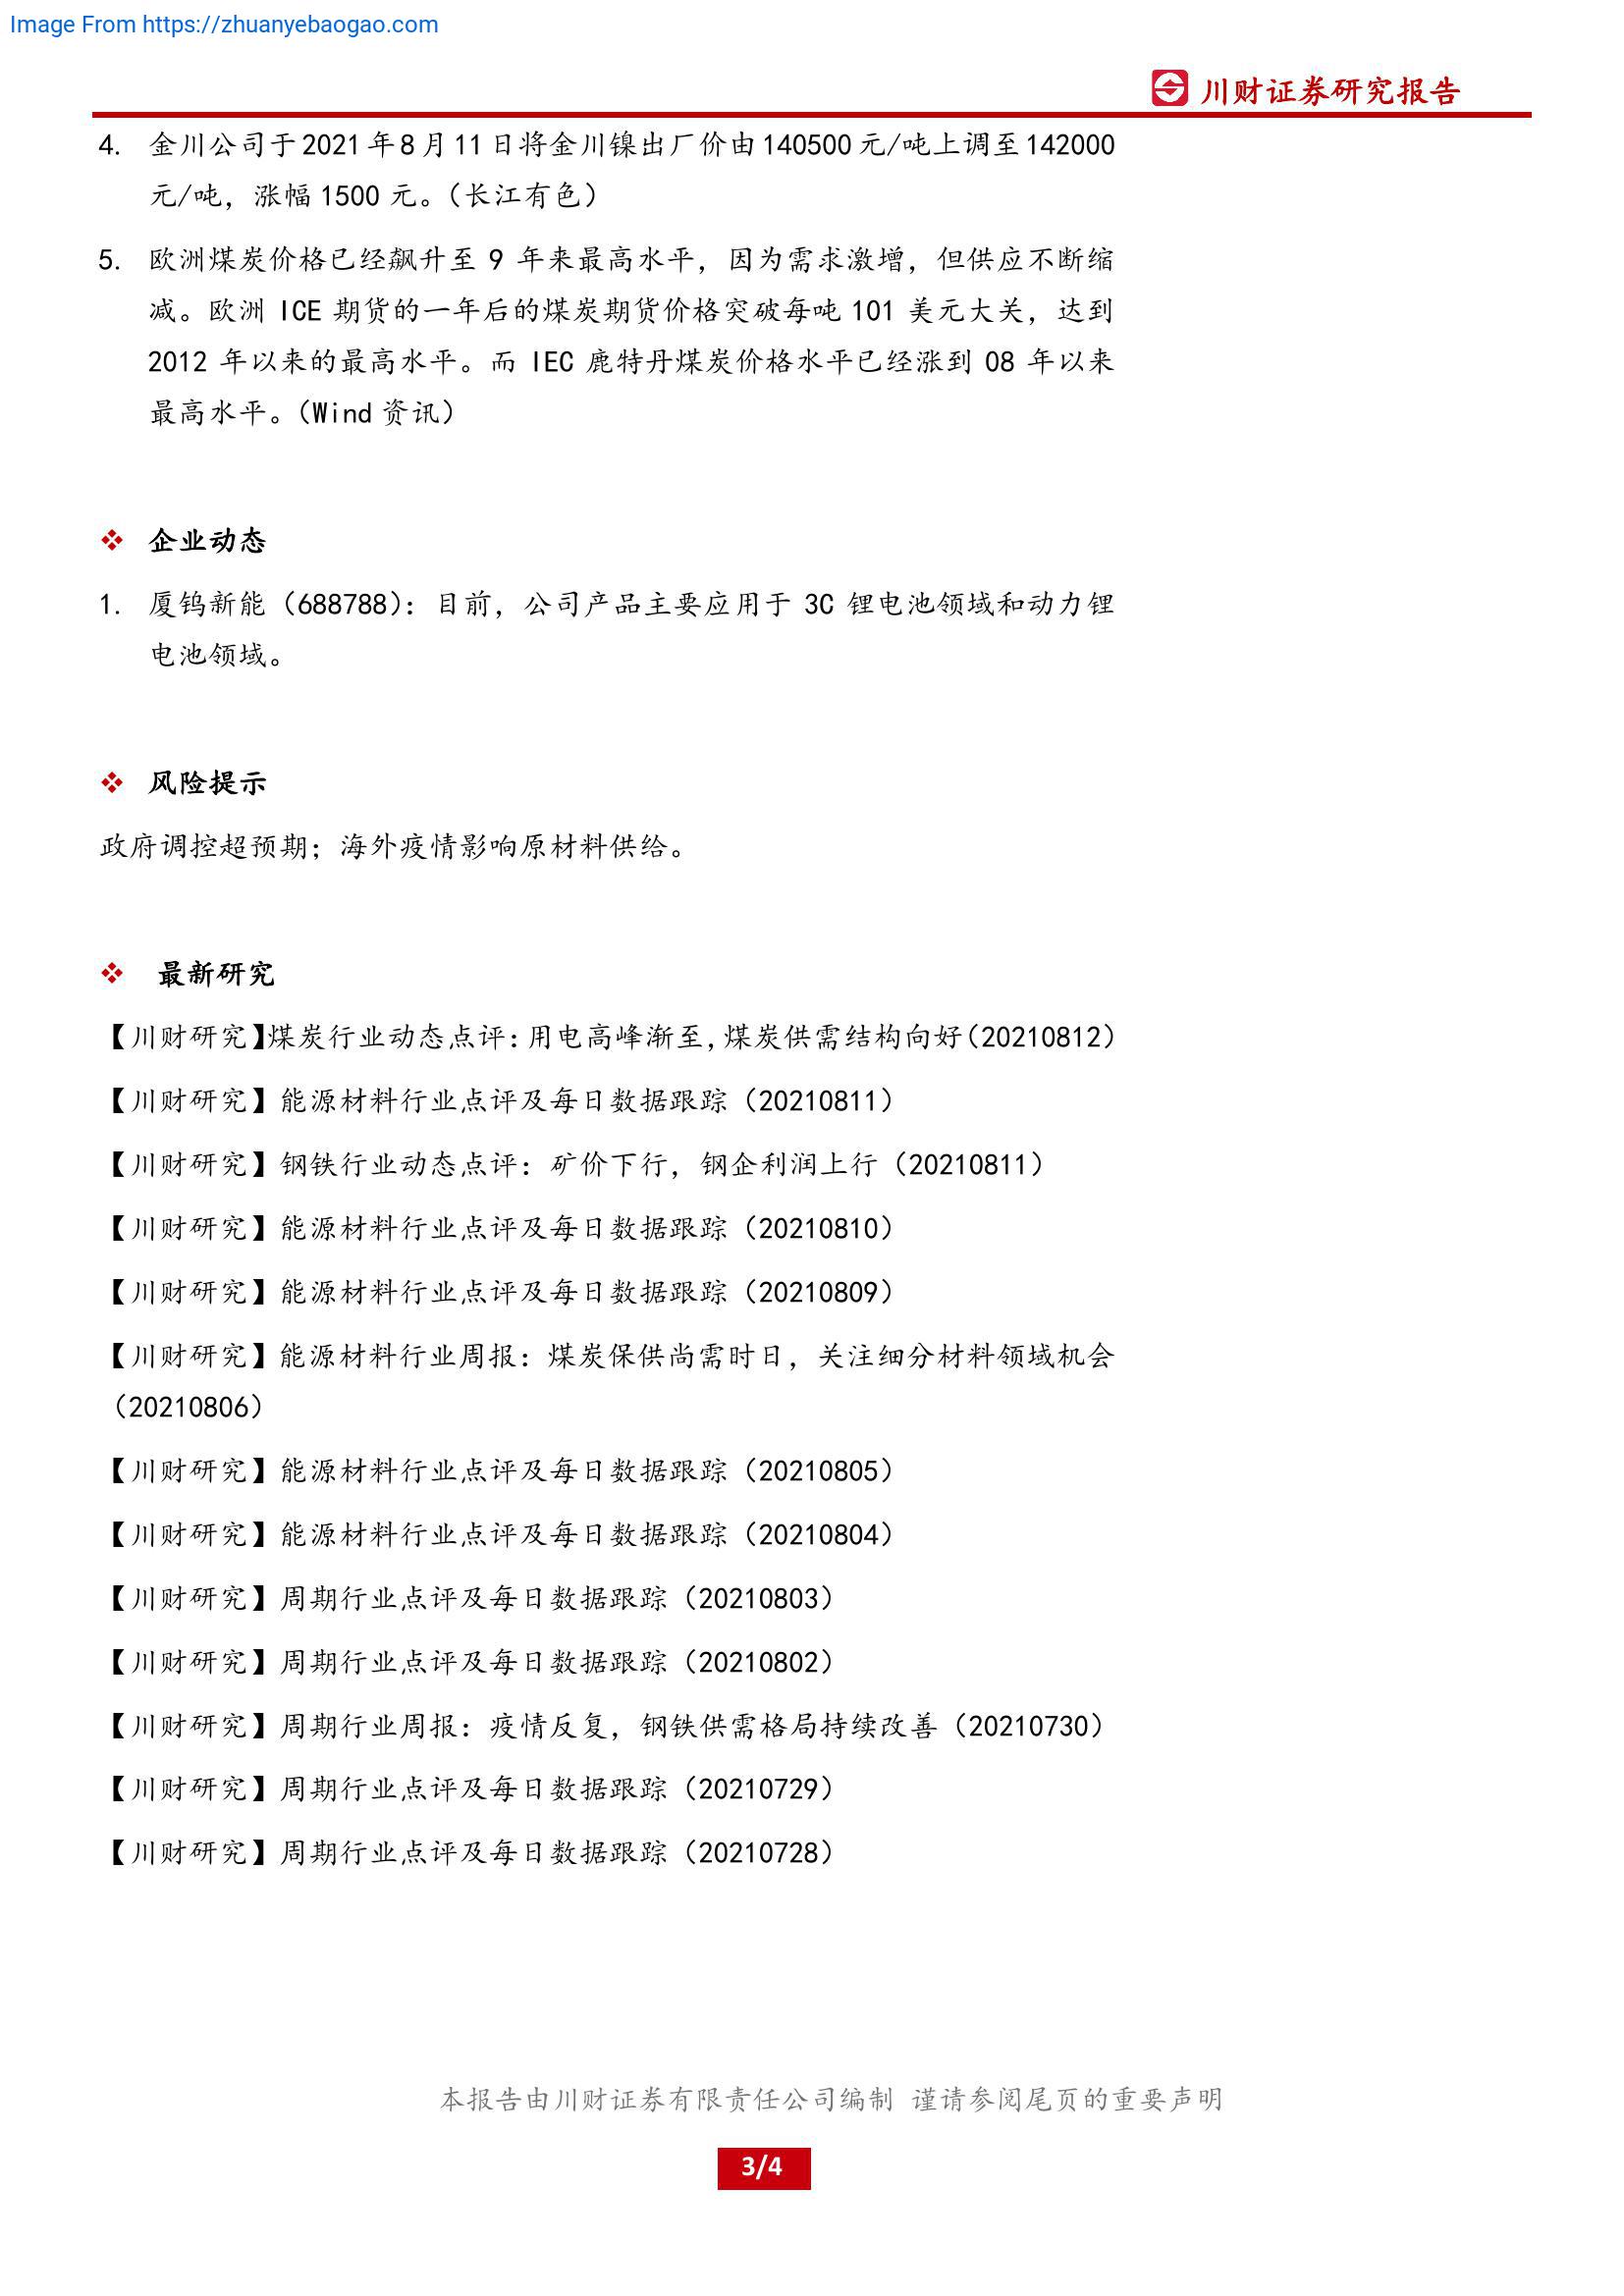 Image From https://zhuanyebaogao.com
川财证券研究报告
4. 金川公司于2021年8月11日将金川镍出厂价由140500元/吨上调至142000
元/吨，涨幅1500元。（长江有色）
5. 欧洲煤炭价格已经飙升至 9 年来最高水平，因为需求激增，但供应不断缩
减。欧洲 ICE 期货的一年后的煤炭期货价格突破每吨 101 美元大关，达到
2012 年以来的最高水平。而 IEC 鹿特丹煤炭价格水平已经涨到 08 年以来
最高水平。（Wind 资讯）
❖ 企业动态
1. 厦钨新能（688788）：目前，公司产品主要应用于 3C 锂电池领域和动力锂
电池领域。
❖ 风险提示
政府调控超预期；海外疫情影响原材料供给。
❖ 最新研究
【川财研究】煤炭行业动态点评：用电高峰渐至，煤炭供需结构向好（20210812）
【川财研究】能源材料行业点评及每日数据跟踪（20210811）
【川财研究】钢铁行业动态点评：矿价下行，钢企利润上行（20210811）
【川财研究】能源材料行业点评及每日数据跟踪（20210810）
【川财研究】能源材料行业点评及每日数据跟踪（20210809）
【川财研究】能源材料行业周报：煤炭保供尚需时日，关注细分材料领域机会
（20210806）
【川财研究】能源材料行业点评及每日数据跟踪（20210805）
【川财研究】能源材料行业点评及每日数据跟踪（20210804）
【川财研究】周期行业点评及每日数据跟踪（20210803）
【川财研究】周期行业点评及每日数据跟踪（20210802）
【川财研究】周期行业周报：疫情反复，钢铁供需格局持续改善（20210730）
【川财研究】周期行业点评及每日数据跟踪（20210729）
【川财研究】周期行业点评及每日数据跟踪（20210728）
本报告由川财证券有限责任公司编制 谨请参阅尾页的重要声明
3/4